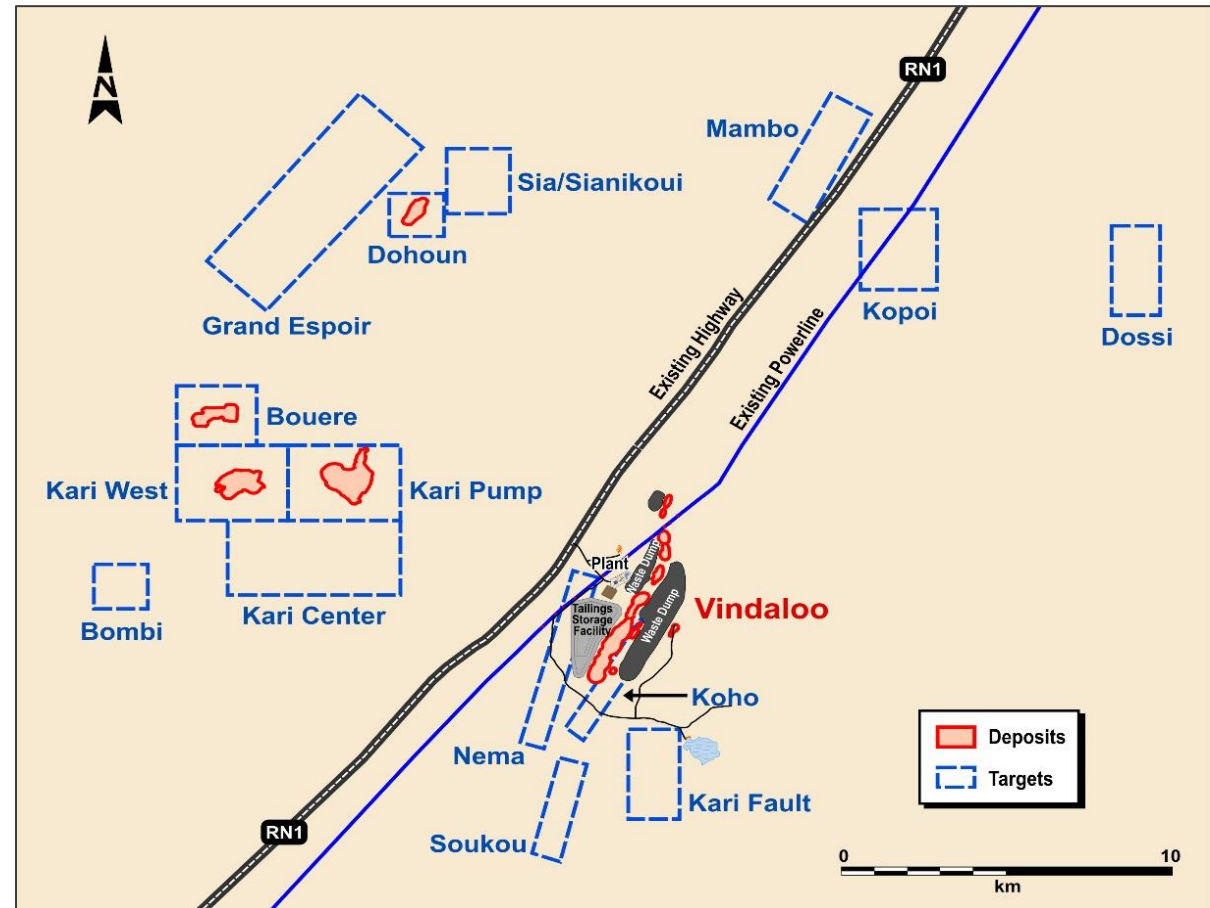 N
RN1
Mambo
Sia/Sianikoui
Dohoun
Grand Espoir
Kopoi
Dossi
Existing Highway
Existing Powerline
Bouere
Kari West
Kari Pump
Kari Center
Bombi
Plant
Waste Dump
Tailings
Storage
Facility
Waste Dump
Vindaloo
Koho
Nema
Kari Fault
Soukou
RN1
Deposits
Targets
0
10
km